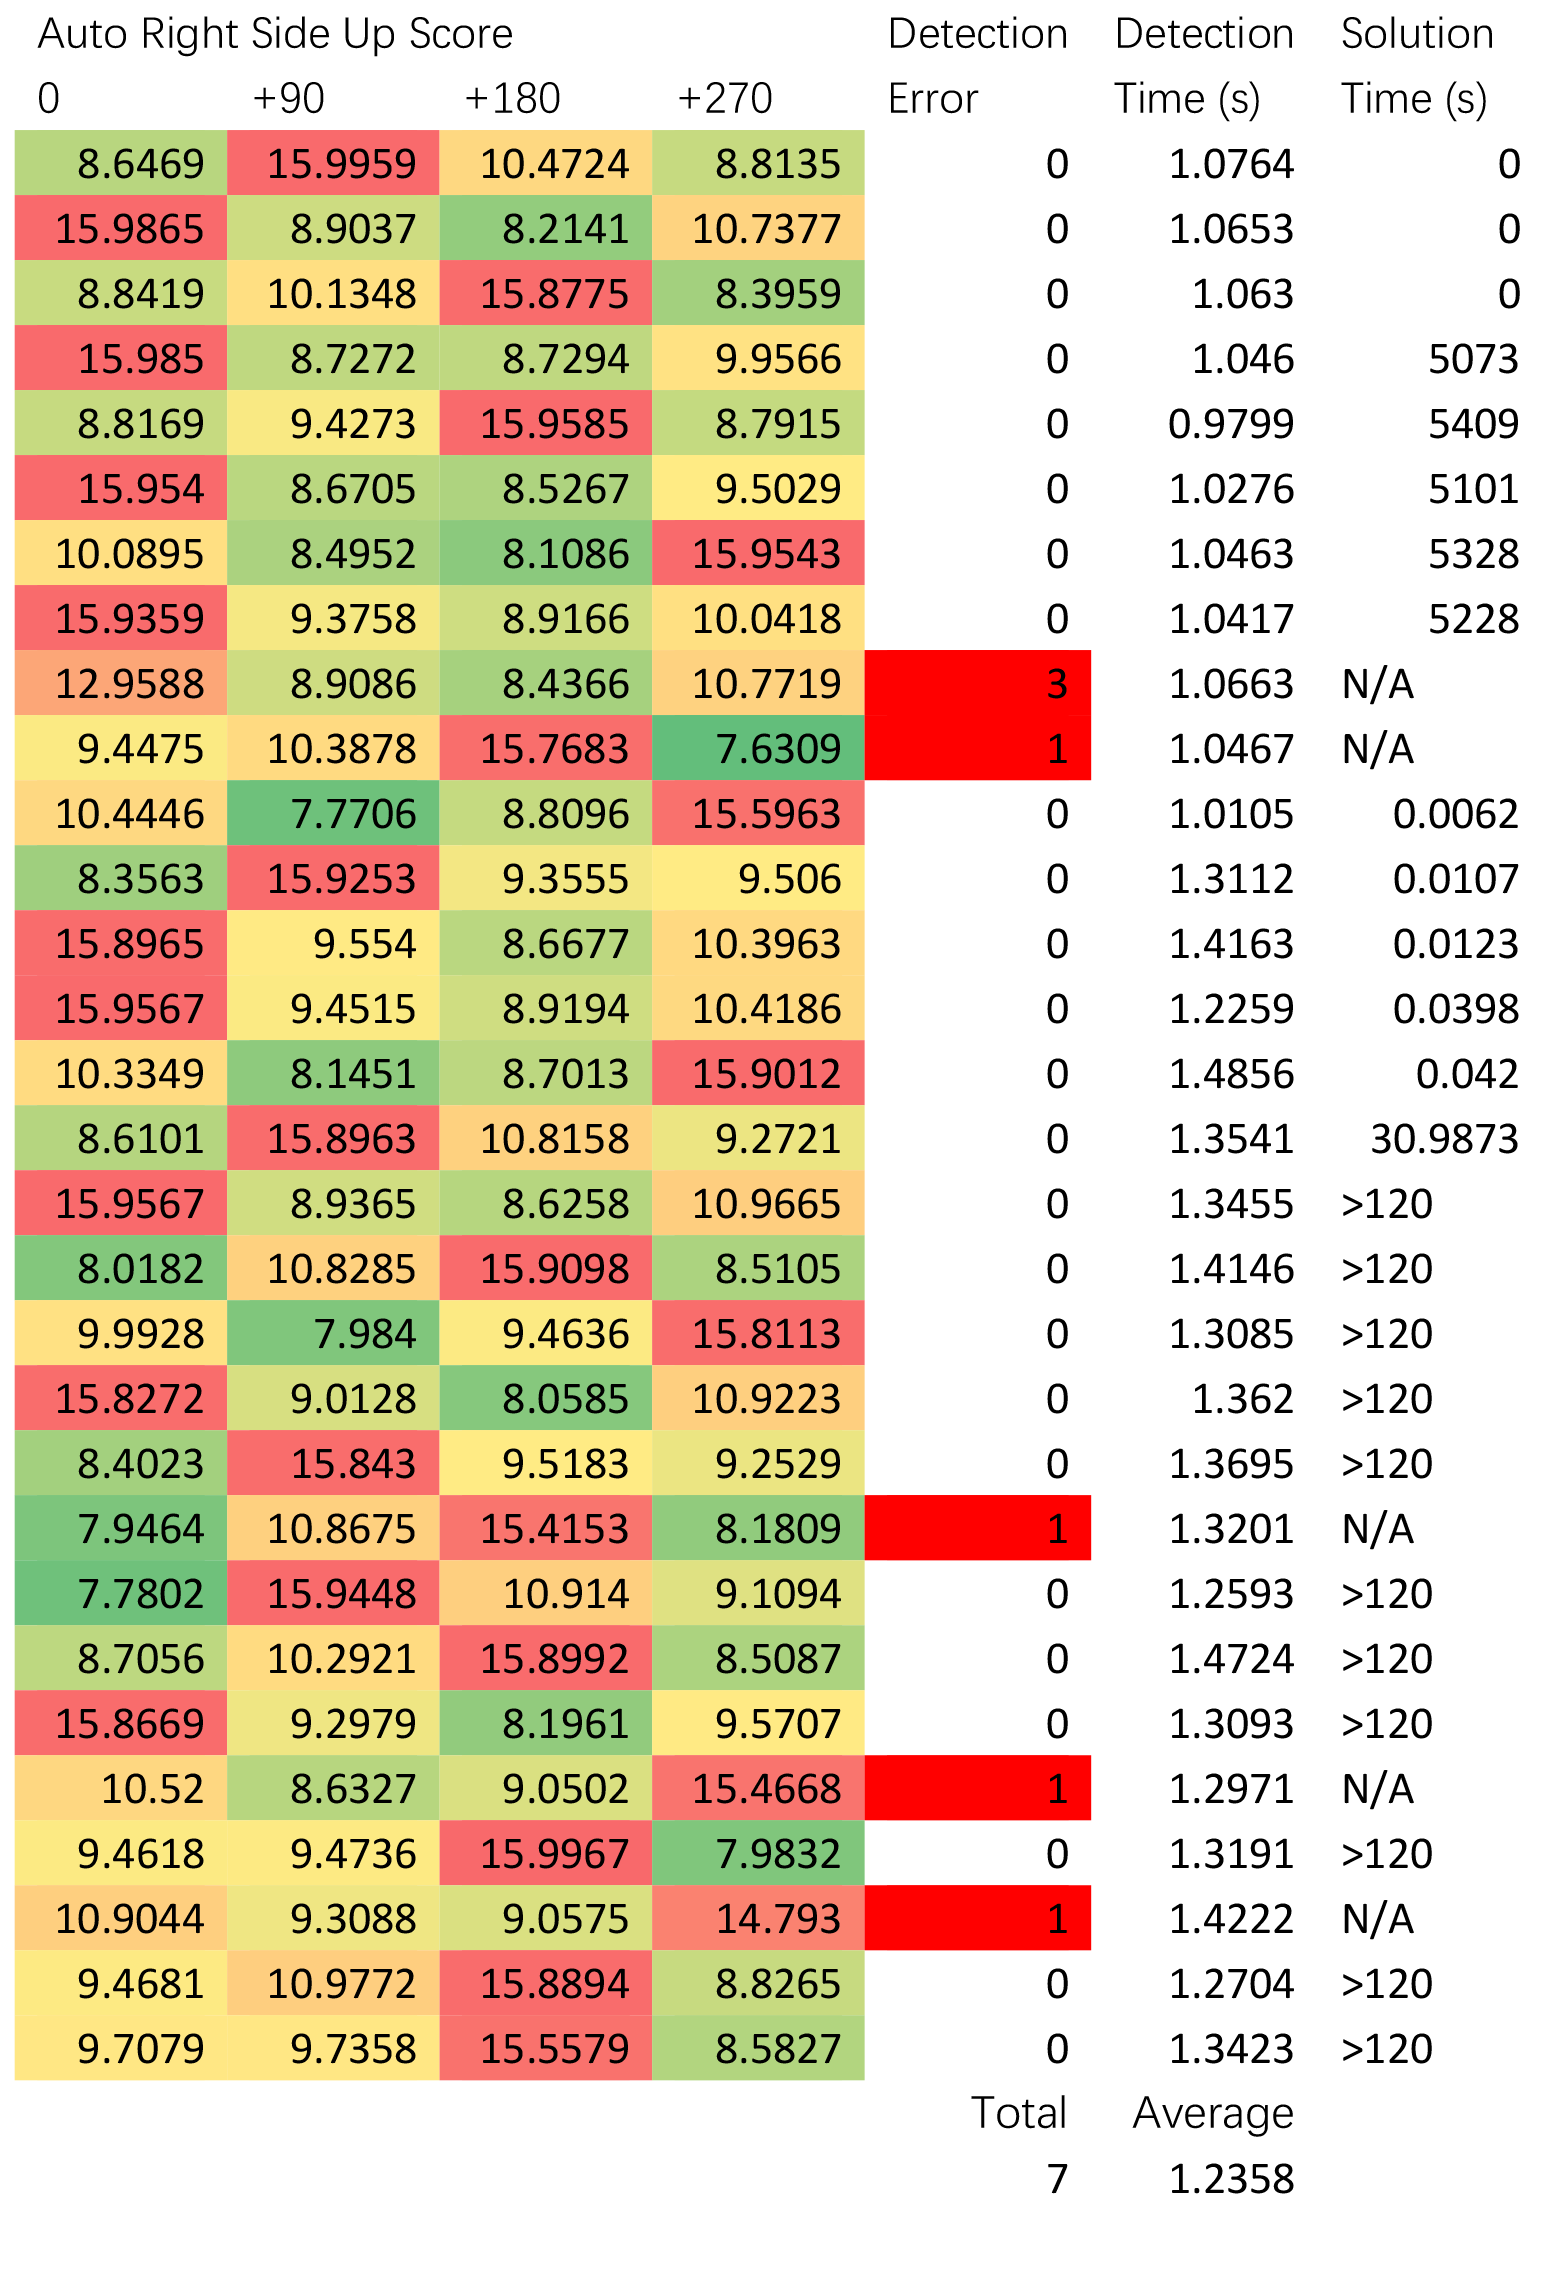 Auto Right Side Up Score Detection Detection Solution
0 +90 +180 +270 Error Time (s) Time (s)
8.6469 15.9959 10.4724 8.8135 0 1.0764 0
15.9865 8.9037 8.2141 10.7377 0 1.0653 0
8.8419 10.1348 15.8775 8.3959 0 1.063 0
15.985 8.7272 8.7294 9.9566 0 1.046 5073
8.8169 9.4273 15.9585 8.7915 0 0.9799 5409
15.954 8.6705 8.5267 9.5029 0 1.0276 5101
10.0895 8.4952 8.1086 15.9543 0 1.0463 5328
15.9359 9.3758 8.9166 10.0418 0 1.0417 5228
12.9588 8.9086 8.4366 10.7719 3 1.0663 N/A
9.4475 10.3878 15.7683 7.6309 1 1.0467 N/A
10.4446 7.7706 8.8096 15.5963 0 1.0105 0.0062
8.3563 15.9253 9.3555 9.506 0 1.3112 0.0107
15.8965 9.554 8.6677 10.3963 0 1.4163 0.0123
15.9567 9.4515 8.9194 10.4186 0 1.2259 0.0398
10.3349 8.1451 8.7013 15.9012 0 1.4856 0.042
8.6101 15.8963 10.8158 9.2721 0 1.3541 30.9873
15.9567 8.9365 8.6258 10.9665 0 1.3455 >120
8.0182 10.8285 15.9098 8.5105 0 1.4146 >120
9.9928 7.984 9.4636 15.8113 0 1.3085 >120
15.8272 9.0128 8.0585 10.9223 0 1.362 >120
8.4023 15.843 9.5183 9.2529 0 1.3695 >120
7.9464 10.8675 15.4153 8.1809 1 1.3201 N/A
7.7802 15.9448 10.914 9.1094 0 1.2593 >120
8.7056 10.2921 15.8992 8.5087 0 1.4724 >120
15.8669 9.2979 8.1961 9.5707 0 1.3093 >120
10.52 8.6327 9.0502 15.4668 1 1.2971 N/A
9.4618 9.4736 15.9967 7.9832 0 1.3191 >120
10.9044 9.3088 9.0575 14.793 1 1.4222 N/A
9.4681 10.9772 15.8894 8.8265 0 1.2704 >120
9.7079 9.7358 15.5579 8.5827 0 1.3423 >120
Total Average
7 1.2358